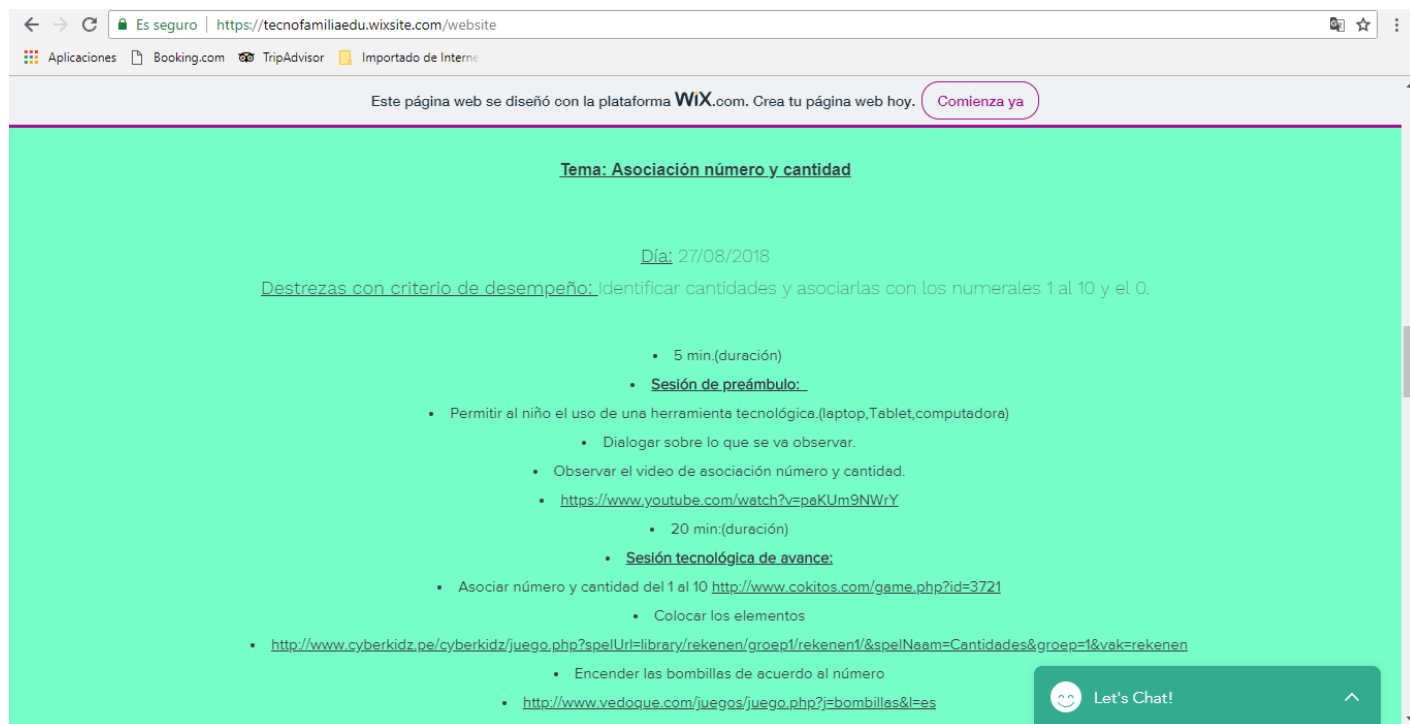 Es seguro | https://tecnofamiliaedu.wixsite.com/website
Aplicaciones Booking.com TripAdvisor Importado de Interne
Este página web se diseñó con la plataforma WiX.com. Crea tu página web hoy. Comienza ya
Tema: Asociación número y cantidad
Día: 27/08/2018
Destrezas con criterio de desempeño: Identificar cantidades y asociarlas con los numerales 1 al 10 y el 0.
• 5 min.(duración)
• Sesión de preámbulo:
• Permitir al niño el uso de una herramienta tecnológica.(laptop,Tablet,computadora)
• Dialogar sobre lo que se va observar.
• Observar el video de asociación número y cantidad.
• https://www.youtube.com/watch?v=paKUm9NWrY
• 20 min:(duración)
• Sesión tecnológica de avance:
• Asociar número y cantidad del 1 al 10 http://www.cokitos.com/game.php?id=3721
• Colocar los elementos
• http://www.cyberkidz.pe/cyberkidz/juego.php?spelUrl=library/rekenen/groep1/rekenen1/&spelNaam=Cantidades&groep=1&vak=rekenen
• Encender las bombillas de acuerdo al número
• http://www.vedoque.com/juegos/juego.php?j=bombillas&l=es
Let's Chat!